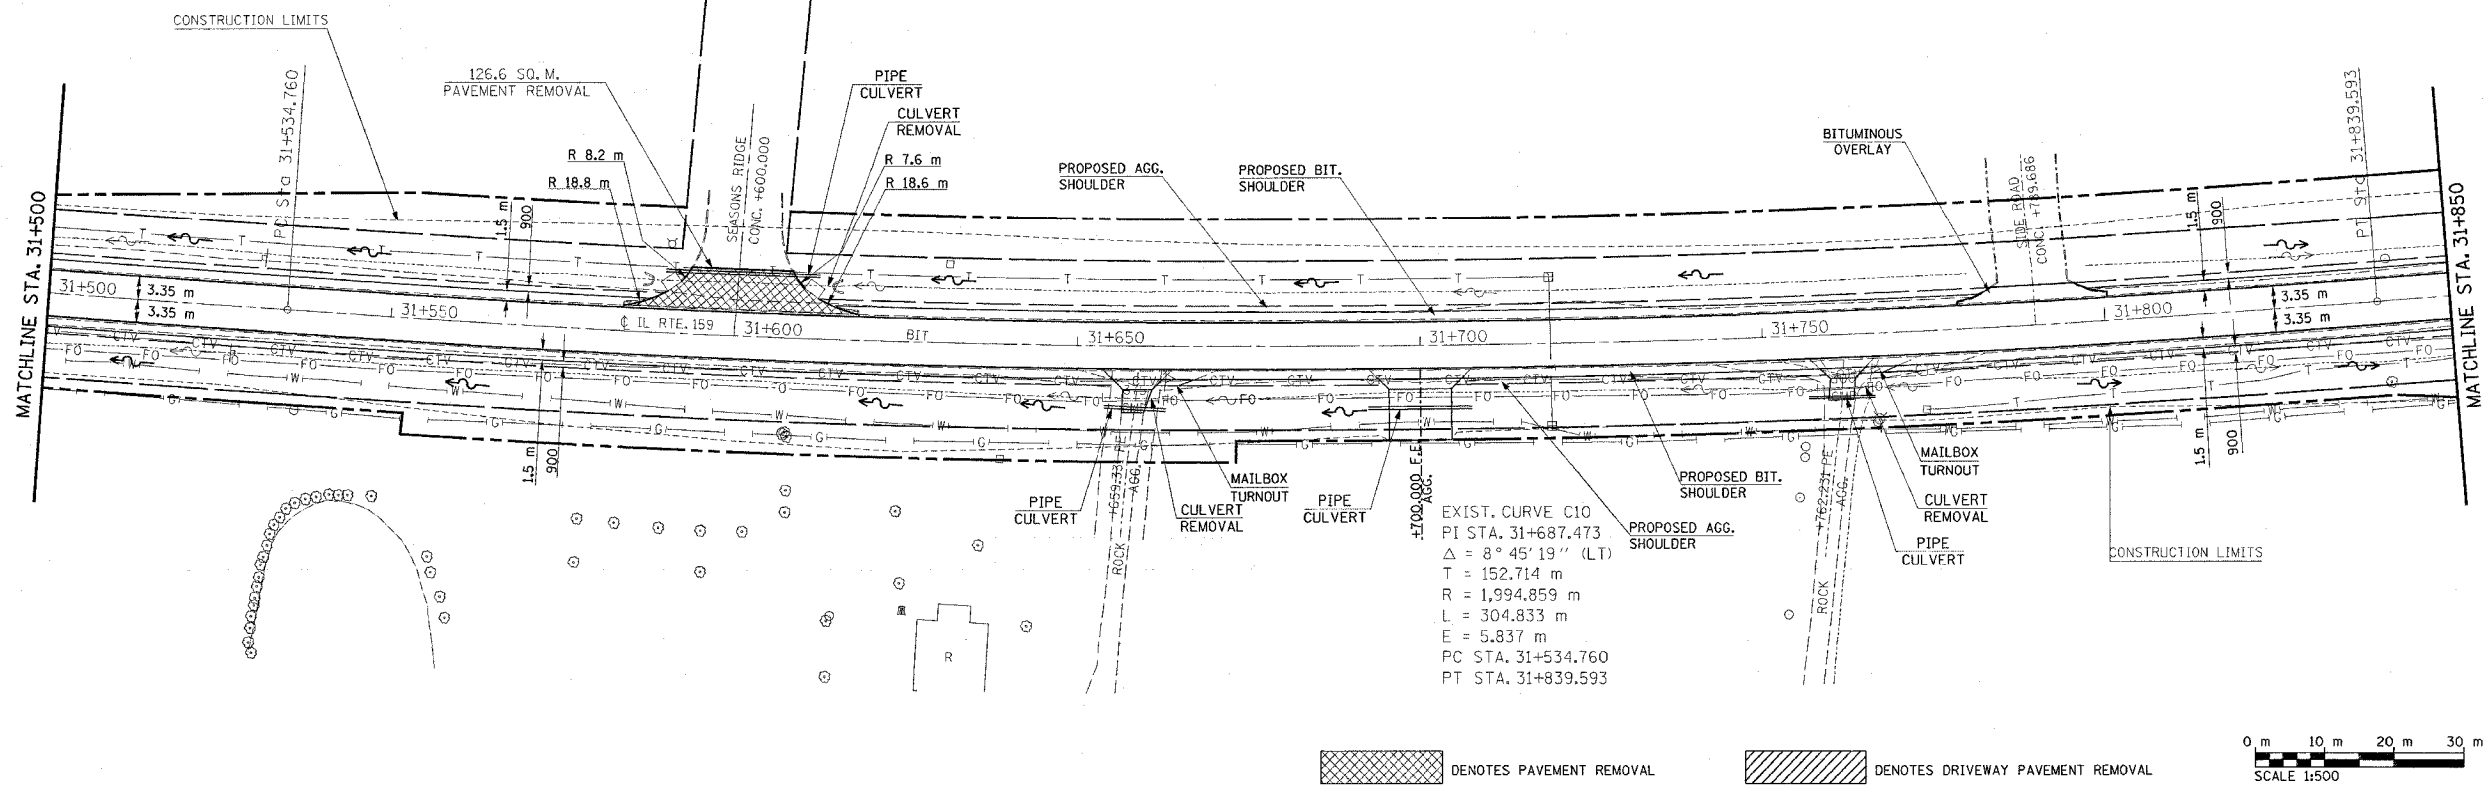 CONSTRUCTION LIMITS
126.6 SQ. M.
PAVEMENT REMOVAL
PIPE
CULVERT
CULVERT
REMOVAL
R 8.2 m
R 18.8 m
R 7.6 m
R 18.6 m
PROPOSED AGG.
SHOULDER
PROPOSED BIT.
SHOULDER
BITUMINOUS
OVERLAY
MATCHLINE STA. 31+500
PC Sta 31+534.760
1.5 m
900
SEASONS RIDGE
CONC. +600.000
SIDE ROAD
CONC. +789.686
1.5 m
900
PT Sta 31+839.593
MATCHLINE STA. 31+850
31+500
3.35 m
3.35 m
31+550
℄ IL RTE. 159
31+600
BIT
31+650
31+700
31+750
31+800
3.35 m
3.35 m
1.5 m
900
1.5 m
900
PIPE
CULVERT
ROCK
+659.331 PE
AGG.
CULVERT
REMOVAL
MAILBOX
TURNOUT
PIPE
CULVERT
+700.000 F.E.
AGG.
PROPOSED AGG.
SHOULDER
PROPOSED BIT.
SHOULDER
ROCK
+762.231 PE
AGG.
MAILBOX
TURNOUT
CULVERT
REMOVAL
PIPE
CULVERT
CONSTRUCTION LIMITS
EXIST. CURVE C10
PI STA. 31+687.473
△ = 8° 45' 19" (LT)
T = 152.714 m
R = 1,994.859 m
L = 304.833 m
E = 5.837 m
PC STA. 31+534.760
PT STA. 31+839.593
R
DENOTES PAVEMENT REMOVAL
DENOTES DRIVEWAY PAVEMENT REMOVAL
0 m 10 m 20 m 30 m
SCALE 1:500